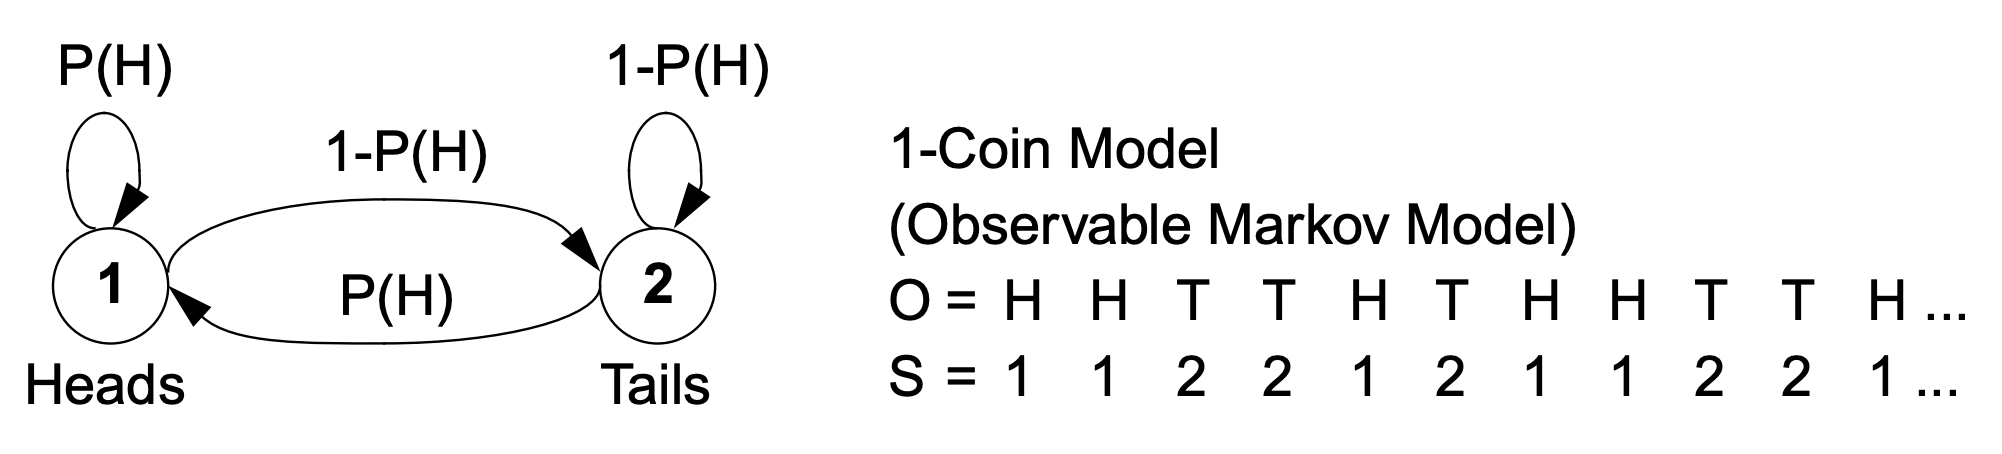 P(H)
1-P(H)
1-P(H)
P(H)
1
2
Heads
Tails
1-Coin Model
(Observable Markov Model)
O = H H T T H T H H T T H ...
S = 1 1 2 2 1 2 1 1 2 2 1 ...